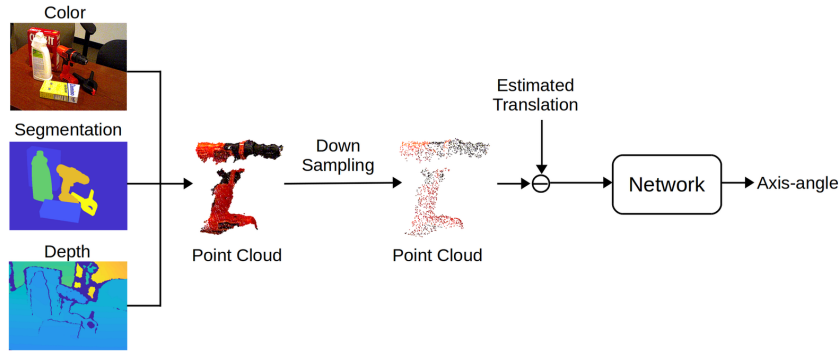 Color
Segmentation
Depth
Point Cloud
Down
Sampling
Point Cloud
Estimated
Translation
Network
Axis-angle